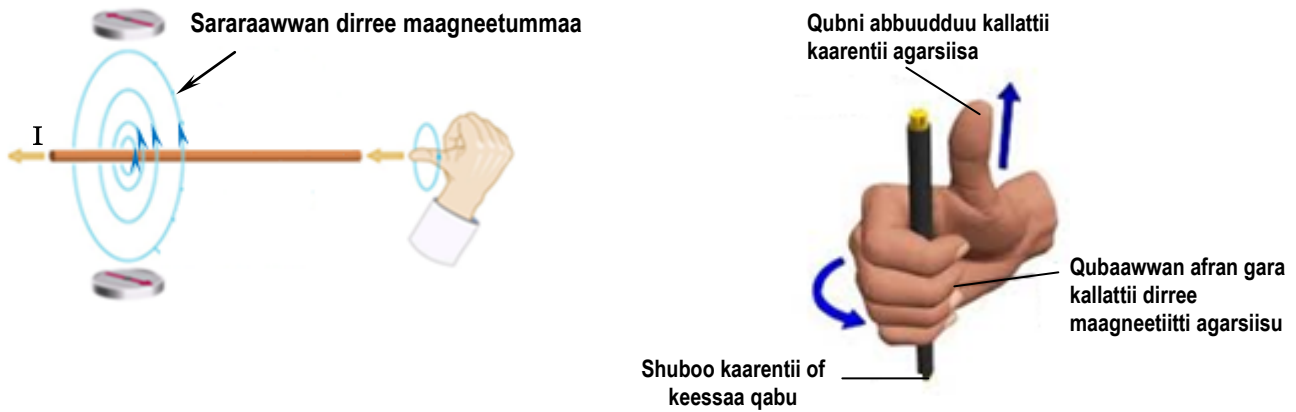 Sararaawwan dirree maagneetummaa
I
Qubni abbuudduu kallattii
kaarentii agarsiisa
Qubaawwan afran gara
kallattii dirree
maagneetiitti agarsiisu
Shuboo kaarentii of
keessaa qabu